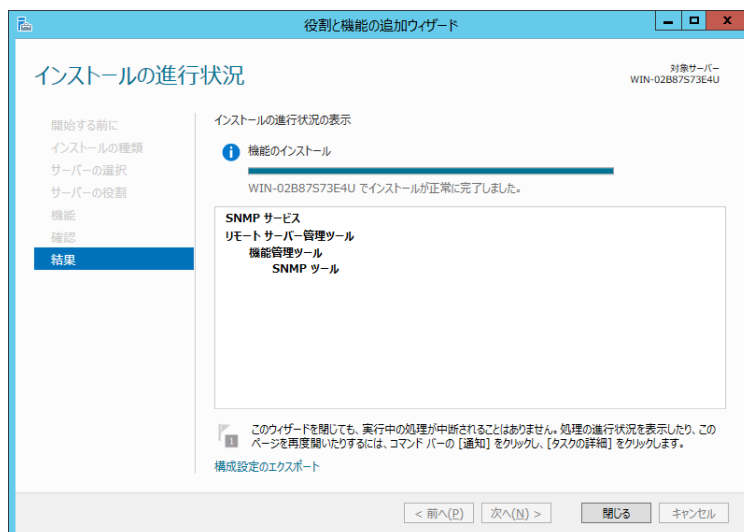 役割と機能の追加ウィザード
インストールの進行状況
対象サーバー
WIN-02B87S73E4U
開始する前に
インストールの種類
サーバーの選択
サーバーの役割
機能
確認
結果
インストールの進行状況の表示
機能のインストール
WIN-02B87S73E4U でインストールが正常に完了しました。
SNMP サービス
リモート サーバー管理ツール
機能管理ツール
SNMP ツール
1
このウィザードを閉じても、実行中の処理が中断されることはありません。処理の進行状況を表示したり、この
ページを再度開いたりするには、コマンド バーの [通知] をクリックし、[タスクの詳細] をクリックします。
構成設定のエクスポート
< 前へ(P)
次へ(N) >
閉じる
キャンセル